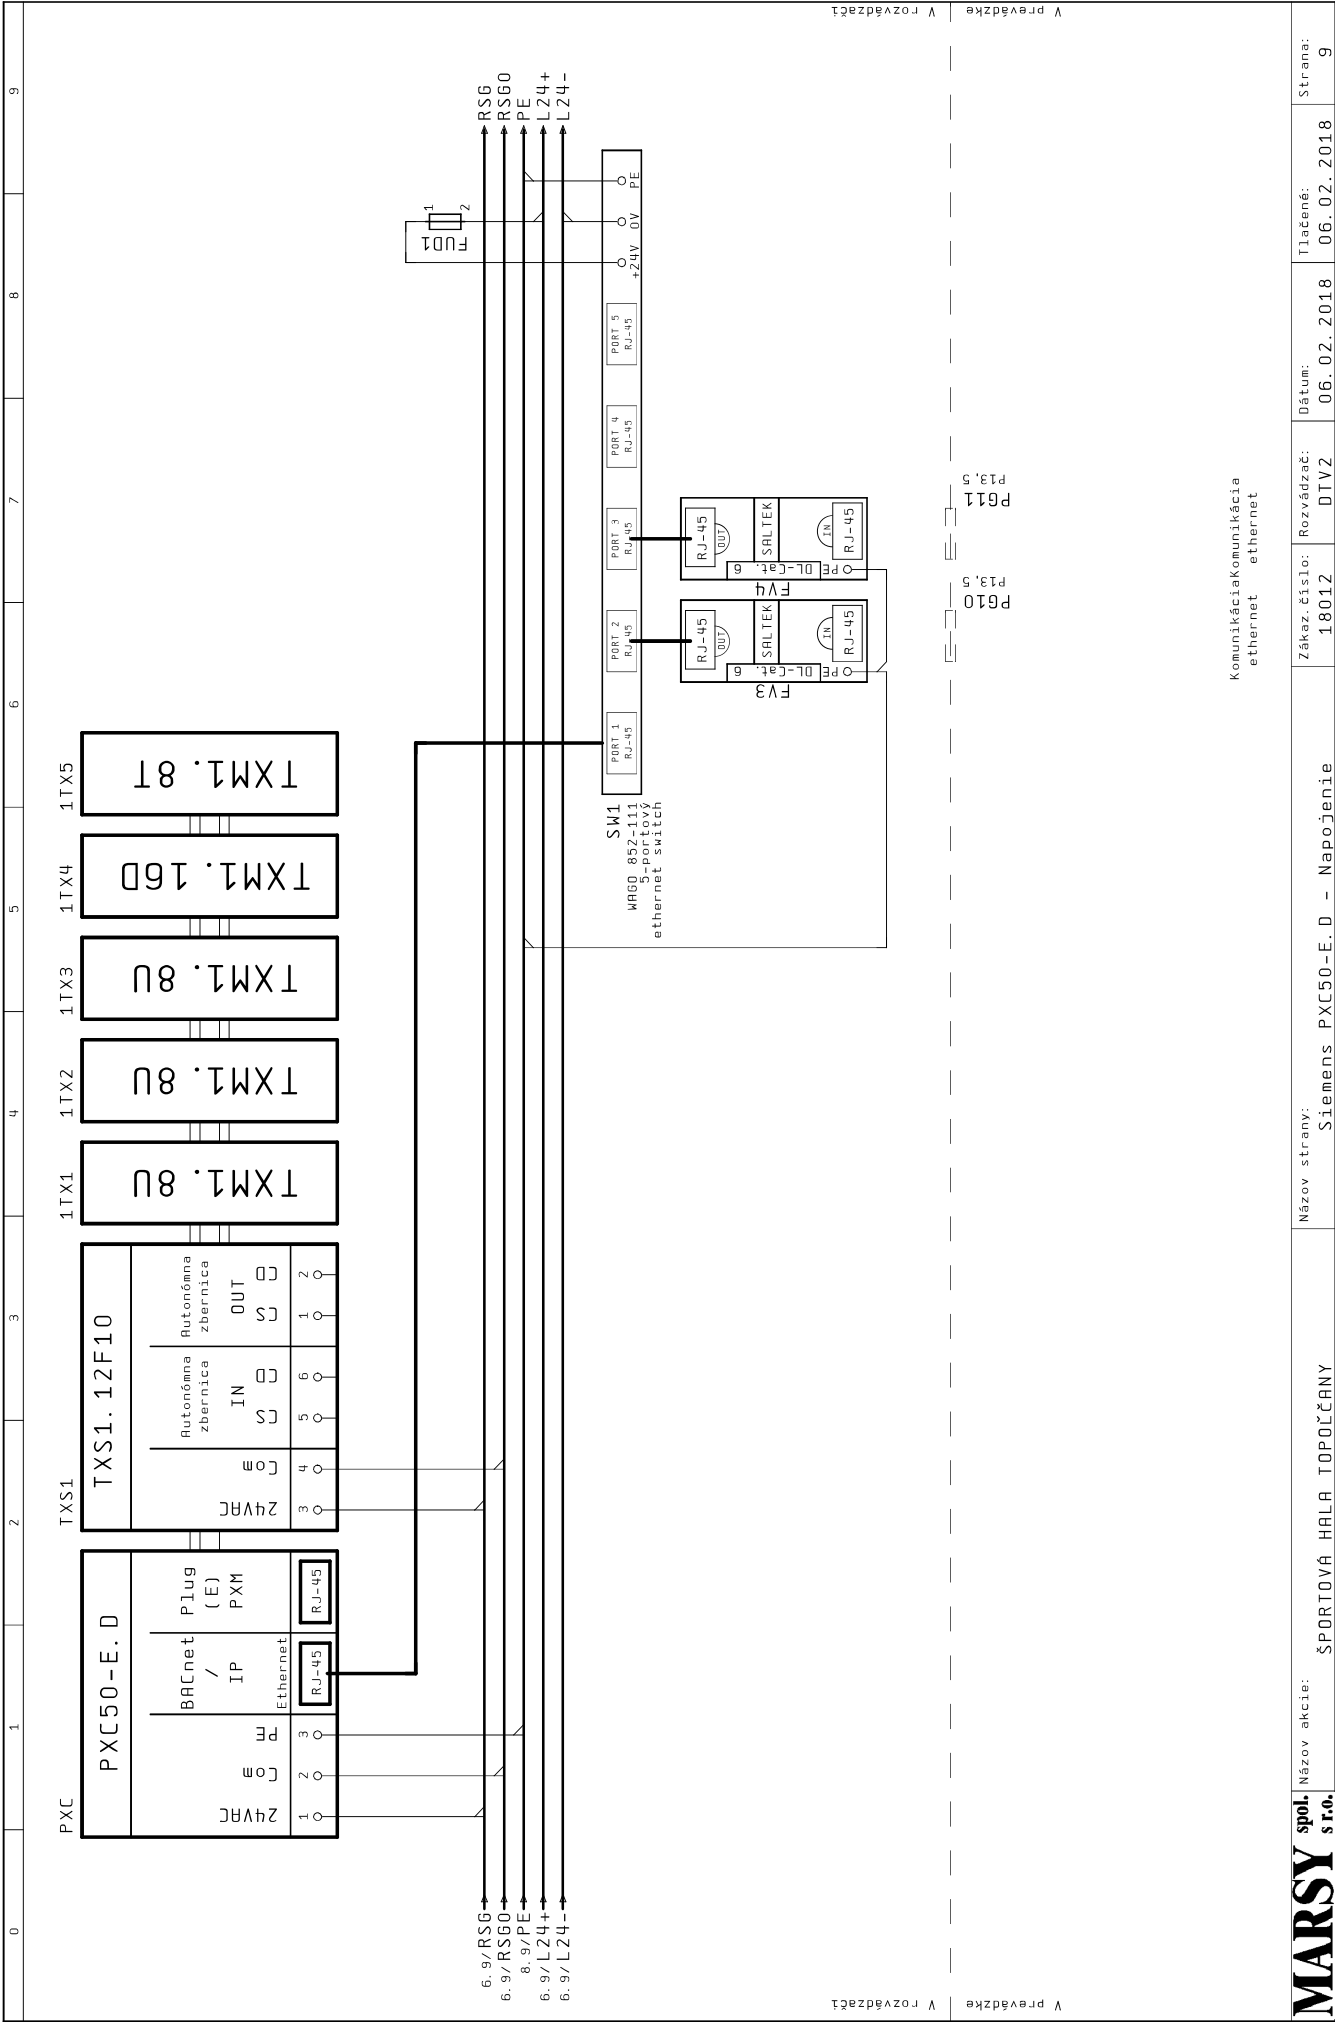 0 1 2 3 4 5 6 7 8 9
PXC
PXC50-E.D
24VAC
Com
PE
BACnet
/
IP
Ethernet
Plug
(E)
PXM
1 2 3
RJ-45
RJ-45
TXS1
TXS1.12F10
24VAC
Com
Autonómna
zbernica
IN
CS
CD
Autonómna
zbernica
OUT
CS
CD
3 4 5 6 1 2
1TX1
TXM1.8U
1TX2
TXM1.8U
1TX3
TXM1.8U
1TX4
TXM1.16D
1TX5
TXM1.8T
FUD1
1
2
6.9/RSG
6.9/RSG0
8.9/PE
6.9/L24+
6.9/L24-
RSG
RSG0
PE
L24+
L24-
SW1
WAGO 852-111
5-Portový
ethernet switch
PORT 1
RJ-45
PORT 2
RJ-45
PORT 3
RJ-45
PORT 4
RJ-45
PORT 5
RJ-45
+24V
0V
PE
FV3
PE DL-Cat. 6
RJ-45
OUT
SALTEK
IN
RJ-45
FV4
PE DL-Cat. 6
RJ-45
OUT
SALTEK
IN
RJ-45
V rozvádzači
V prevádzke
V rozvádzači
V prevádzke
PG10
P13,5
PG11
P13,5
Komunikácia
ethernet
Komunikácia
ethernet
MARSY spol.
s r.o.
Názov akcie:
ŠPORTOVÁ HALA TOPOĽČANY
Názov strany:
Siemens PXC50-E.D - Napojenie
Zákaz.číslo:
18012
Rozvádzač:
DTV2
Dátum:
06.02.2018
Tlačené:
06.02.2018
Strana:
9